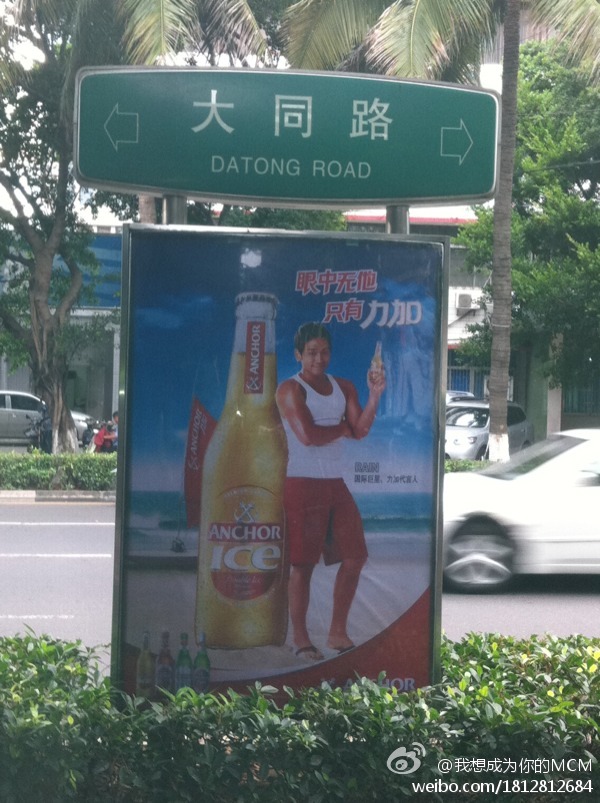 大同路
DATONG ROAD
眼中无他
只有力加
ANCHOR
ANCHOR
ICE
RAIN
国际巨星，力加代言人
ANCHOR
@我想成为你的MCM
weibo.com/1812812684